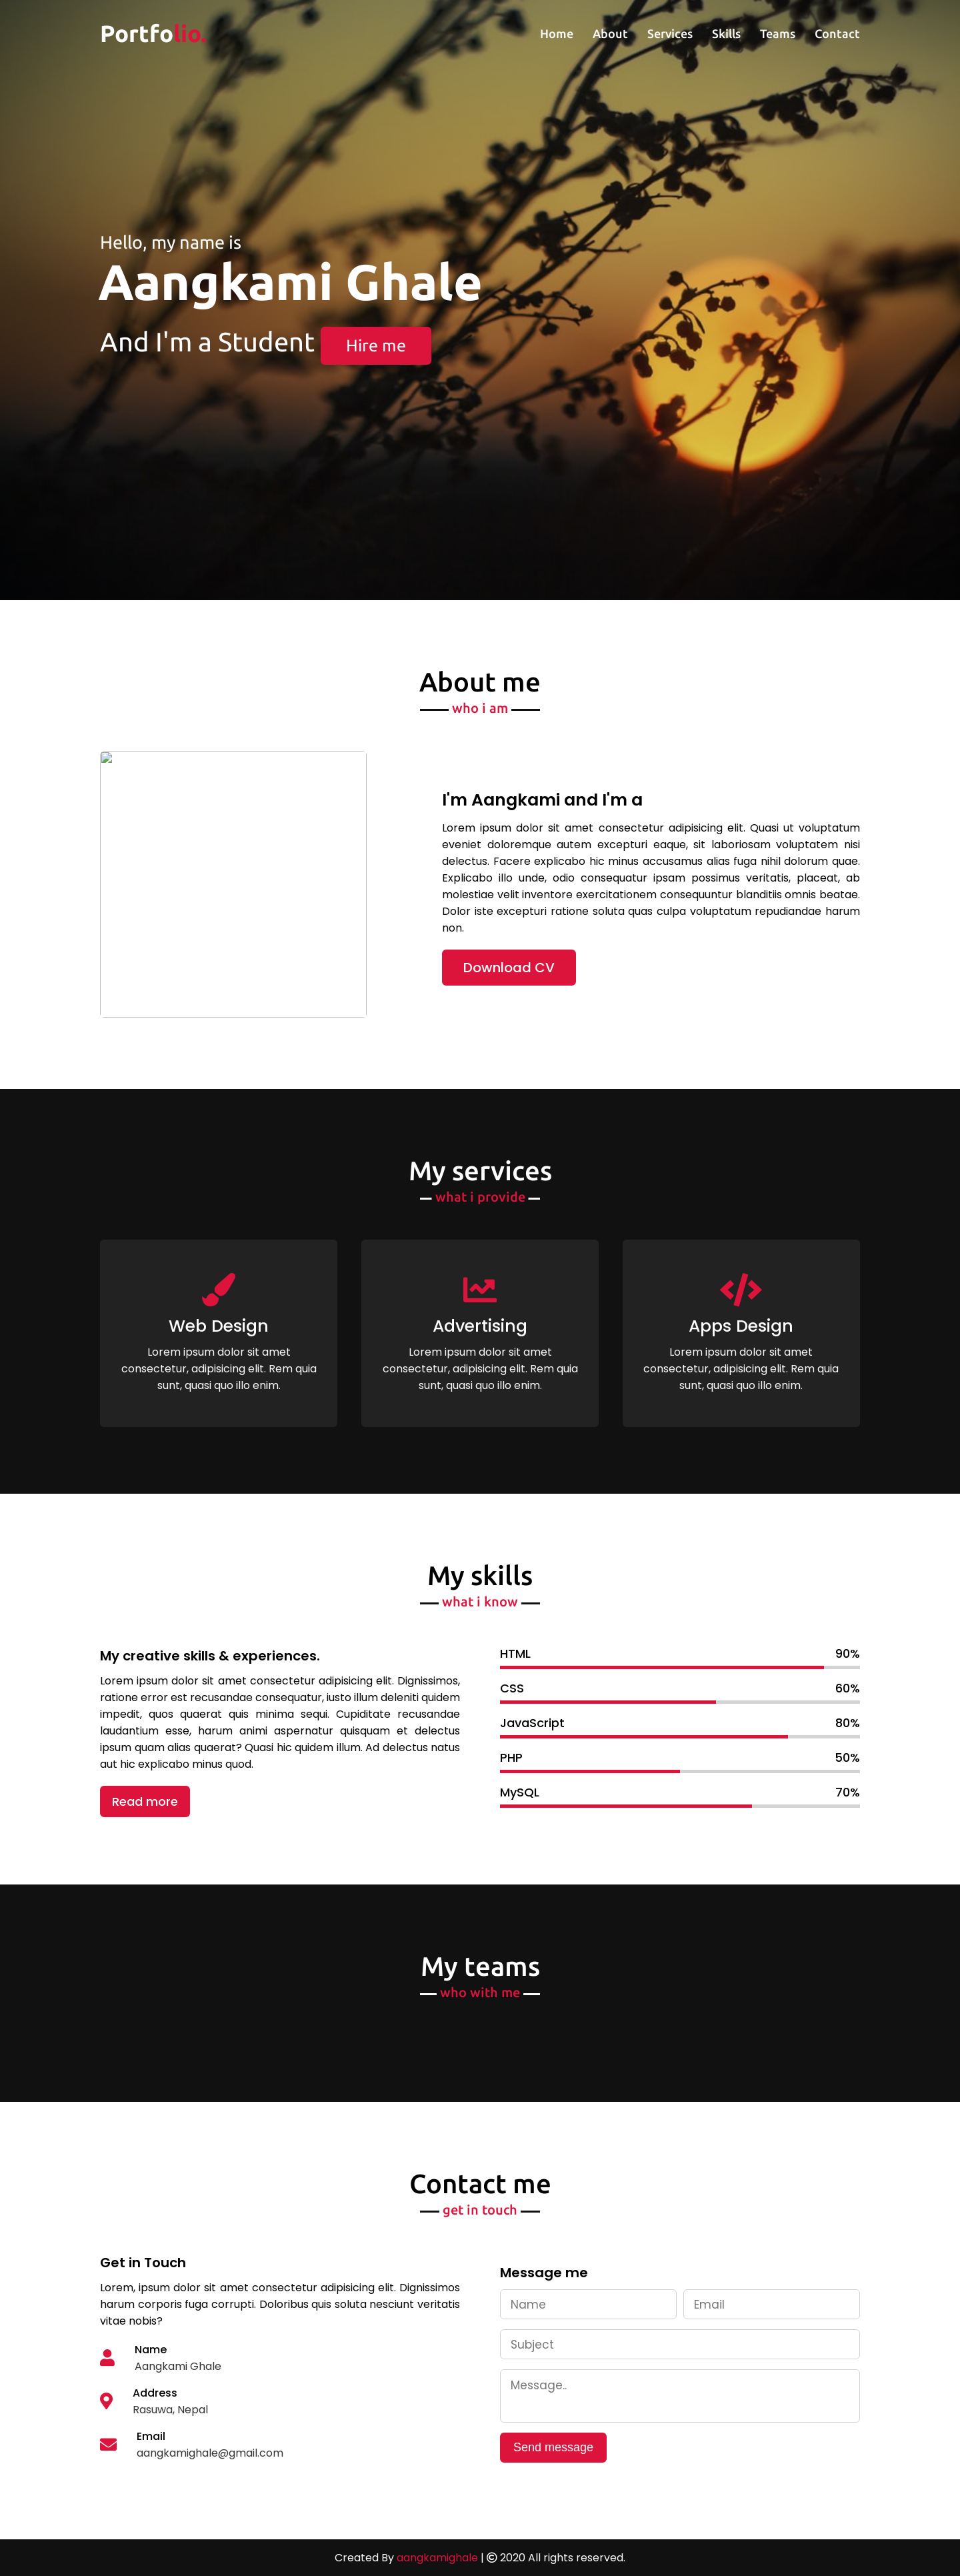 Portfolio.
Home About Services Skills Teams Contact
Hello, my name is
Aangkami Ghale
And I'm a Student Hire me
About me
who i am
I'm Aangkami and I'm a
Lorem ipsum dolor sit amet consectetur adipisicing elit. Quasi ut voluptatum
eveniet doloremque autem excepturi eaque, sit laboriosam voluptatem nisi
delectus. Facere explicabo hic minus accusamus alias fuga nihil dolorum quae.
Explicabo illo unde, odio consequatur ipsam possimus veritatis, placeat, ab
molestiae velit inventore exercitationem consequuntur blanditiis omnis beatae.
Dolor iste excepturi ratione soluta quas culpa voluptatum repudiandae harum
non.
Download CV
My services
what i provide
Web Design
Lorem ipsum dolor sit amet
consectetur, adipisicing elit. Rem quia
sunt, quasi quo illo enim.
Advertising
Lorem ipsum dolor sit amet
consectetur, adipisicing elit. Rem quia
sunt, quasi quo illo enim.
Apps Design
Lorem ipsum dolor sit amet
consectetur, adipisicing elit. Rem quia
sunt, quasi quo illo enim.
My skills
what i know
My creative skills & experiences.
Lorem ipsum dolor sit amet consectetur adipisicing elit. Dignissimos,
ratione error est recusandae consequatur, iusto illum deleniti quidem
impedit, quos quaerat quis minima sequi. Cupiditate recusandae
laudantium esse, harum animi aspernatur quisquam et delectus
ipsum quam alias quaerat? Quasi hic quidem illum. Ad delectus natus
aut hic explicabo minus quod.
Read more
HTML 90%
CSS 60%
JavaScript 80%
PHP 50%
MySQL 70%
My teams
who with me
Contact me
get in touch
Get in Touch
Lorem, ipsum dolor sit amet consectetur adipisicing elit. Dignissimos
harum corporis fuga corrupti. Doloribus quis soluta nesciunt veritatis
vitae nobis?
Name
Aangkami Ghale
Address
Rasuwa, Nepal
Email
aangkamighale@gmail.com
Message me
Name Email
Subject
Message..
Send message
Created By aangkamighale | © 2020 All rights reserved.